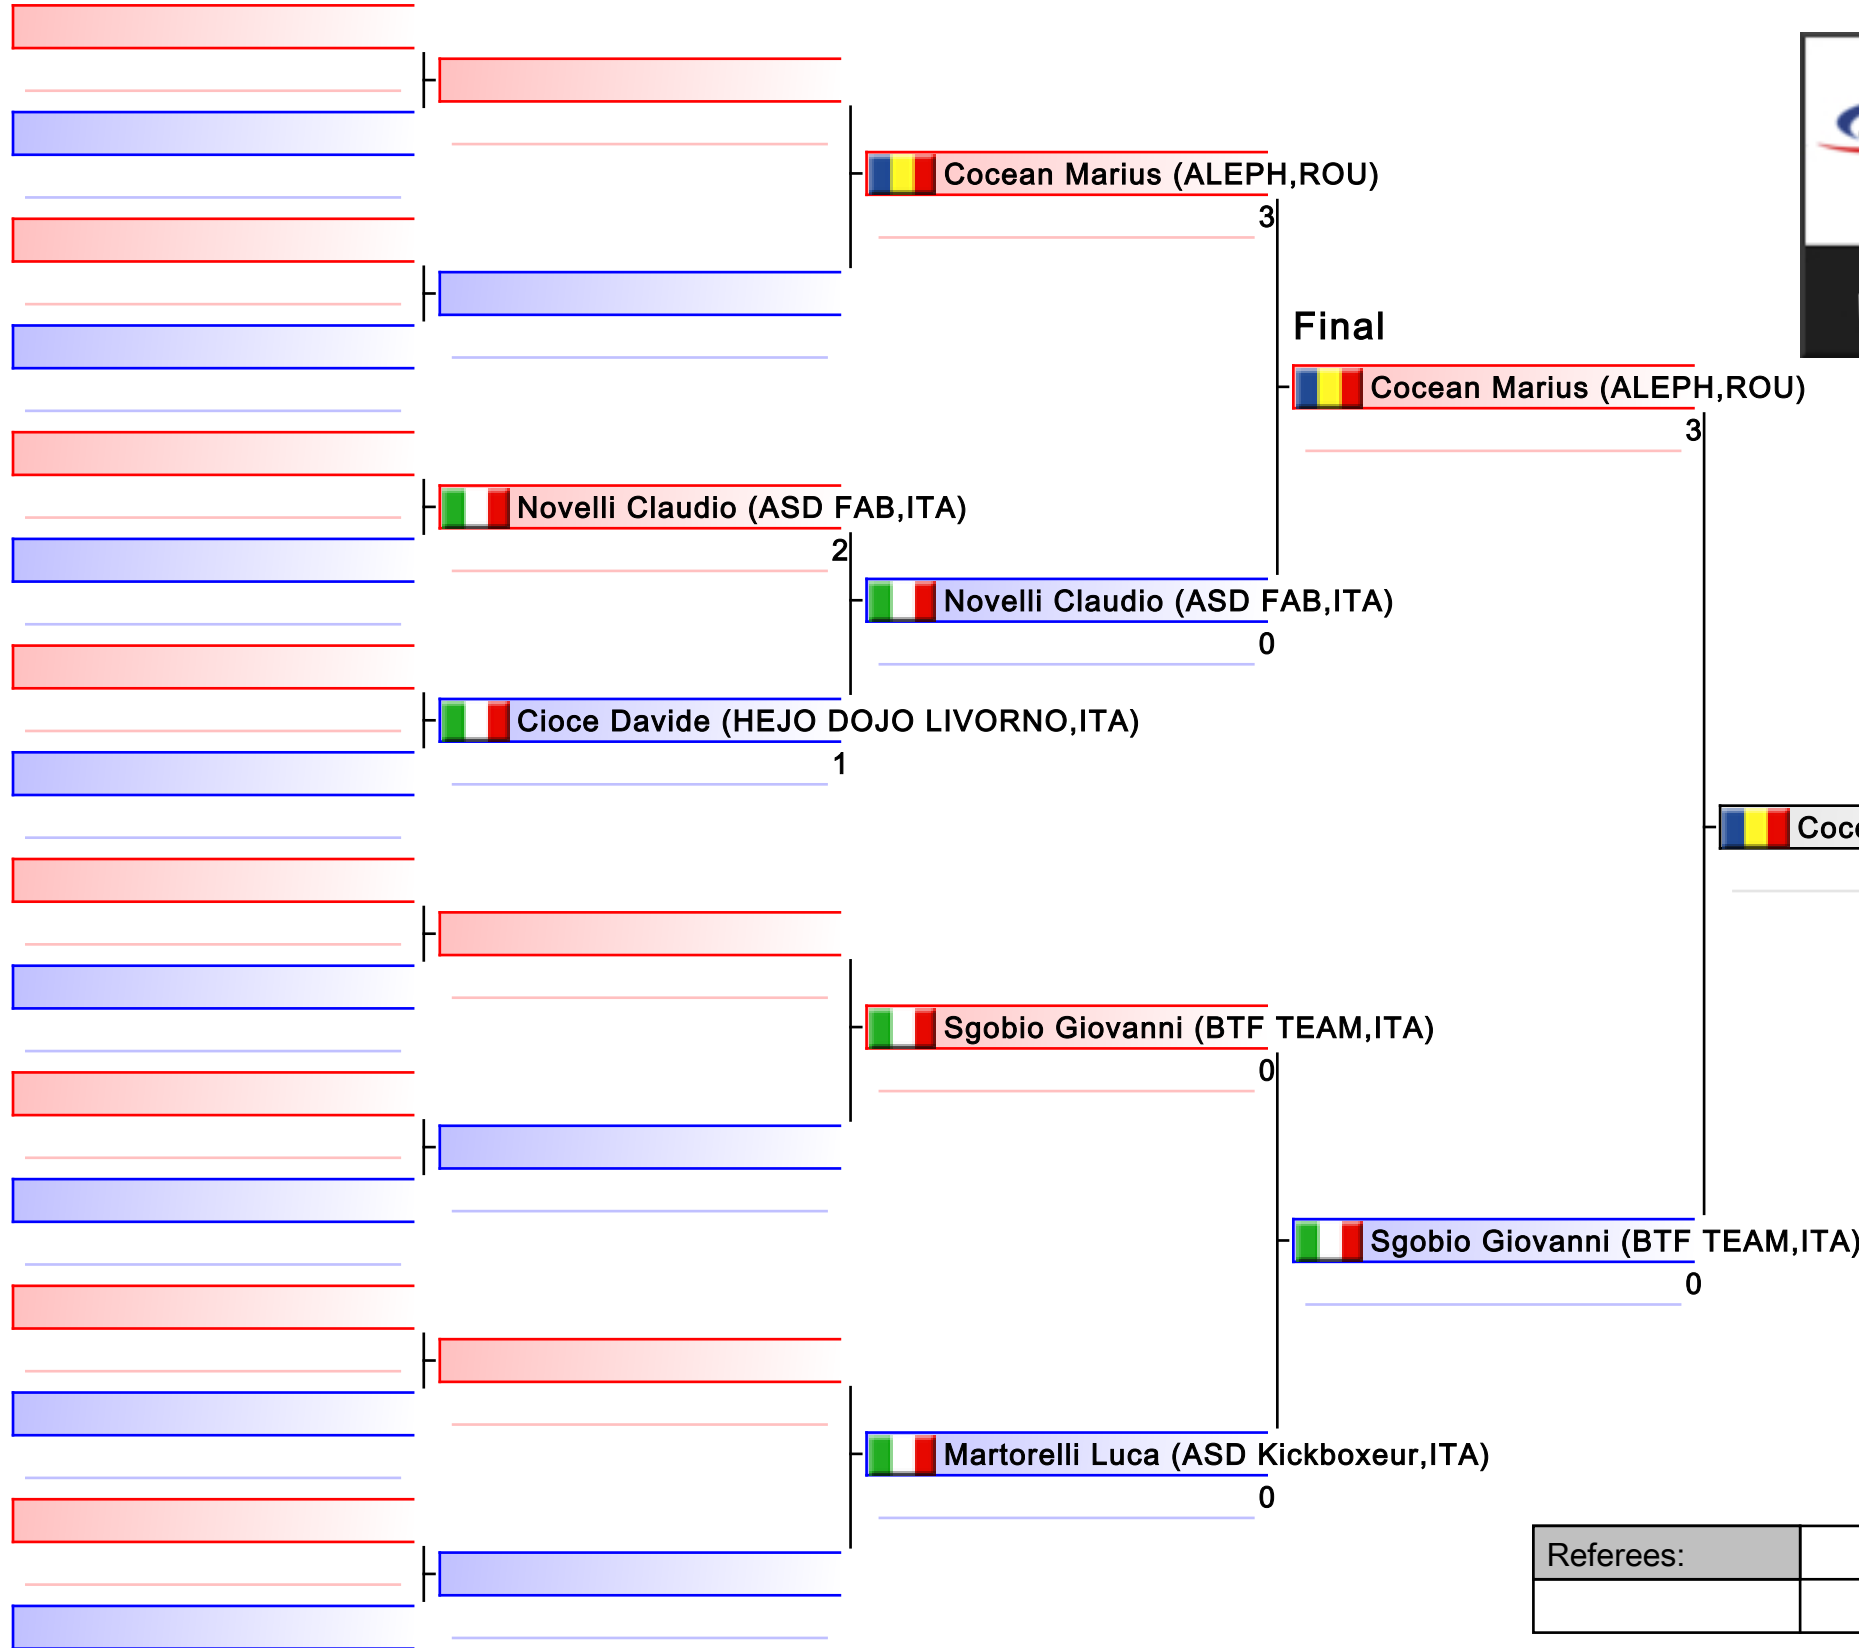 Cocean Marius (ALEPH,ROU)
3
Final
Cocean Marius (ALEPH,ROU)
3
Novelli Claudio (ASD FAB,ITA)
2
Novelli Claudio (ASD FAB,ITA)
0
Cioce Davide (HEJO DOJO LIVORNO,ITA)
1
Sgobio Giovanni (BTF TEAM,ITA)
0
Sgobio Giovanni (BTF TEAM,ITA)
0
Martorelli Luca (ASD Kickboxeur,ITA)
0
Referees: